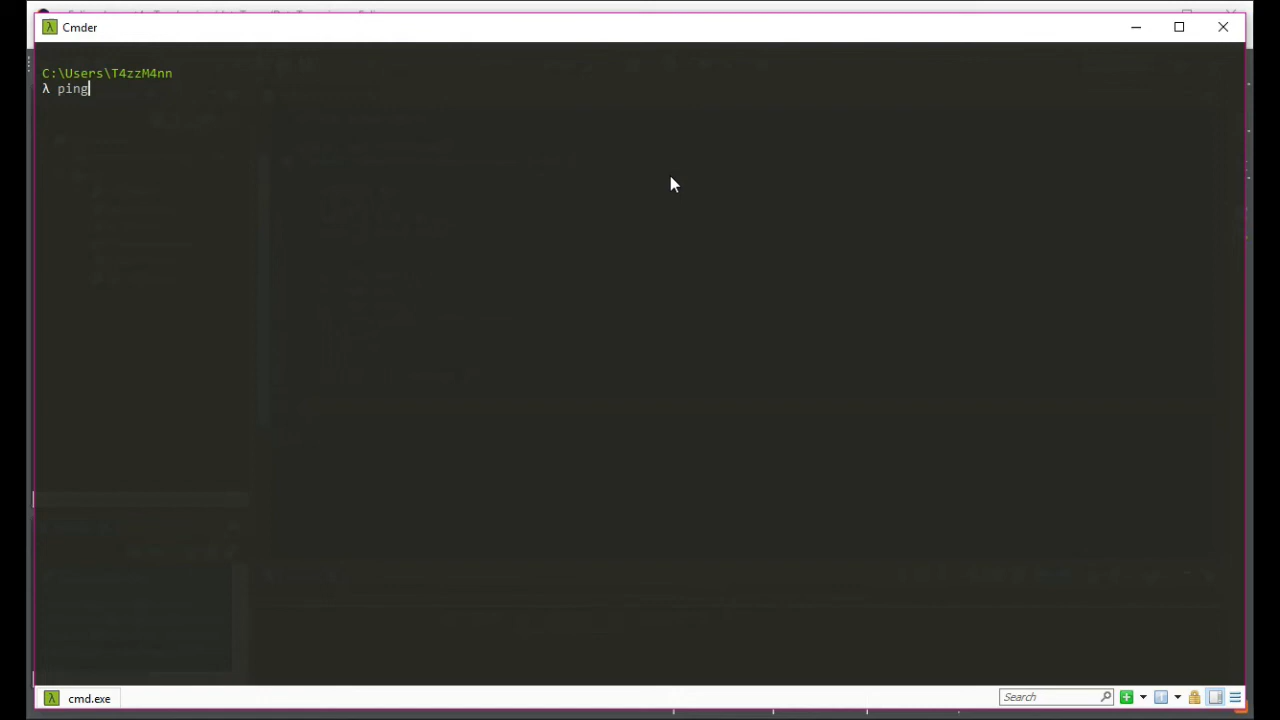 Cmder
C:\Users\T4zzM4nn
λ ping
cmd.exe
Search